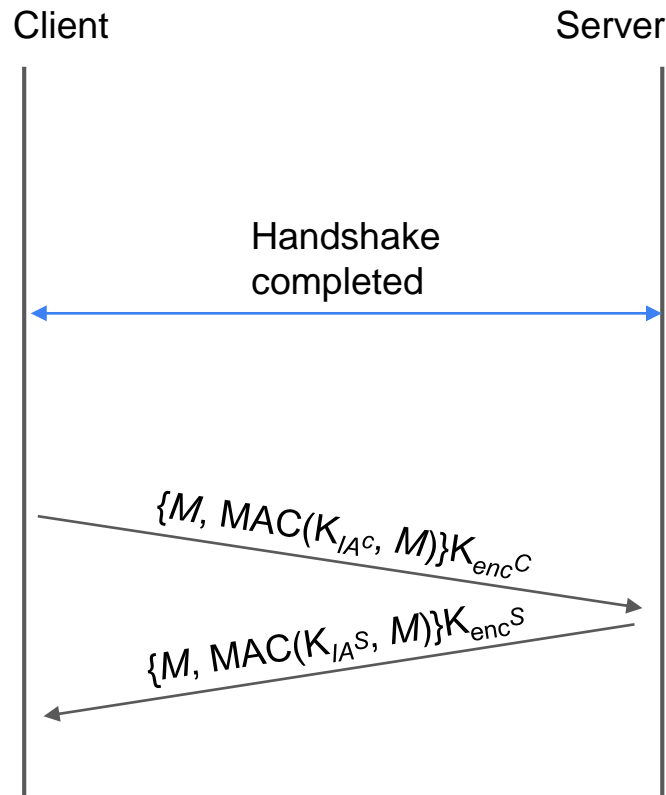 Client
Server
Handshake
completed
{M, MAC(K_IA^C, M)}K_enc^C
{M, MAC(K_IA^S, M)}K_enc^S